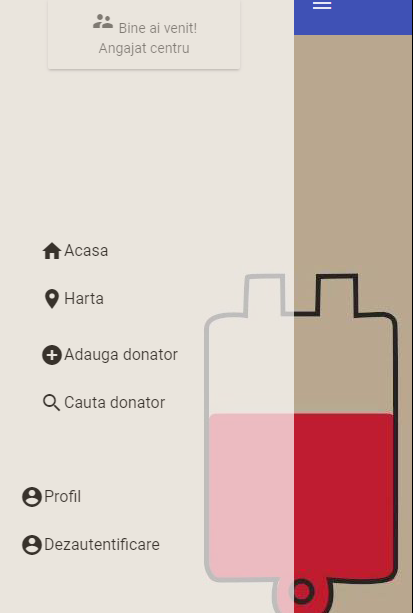 Bine ai venit!
Angajat centru
Acasa
Harta
Adauga donator
Cauta donator
Profil
Dezautentificare